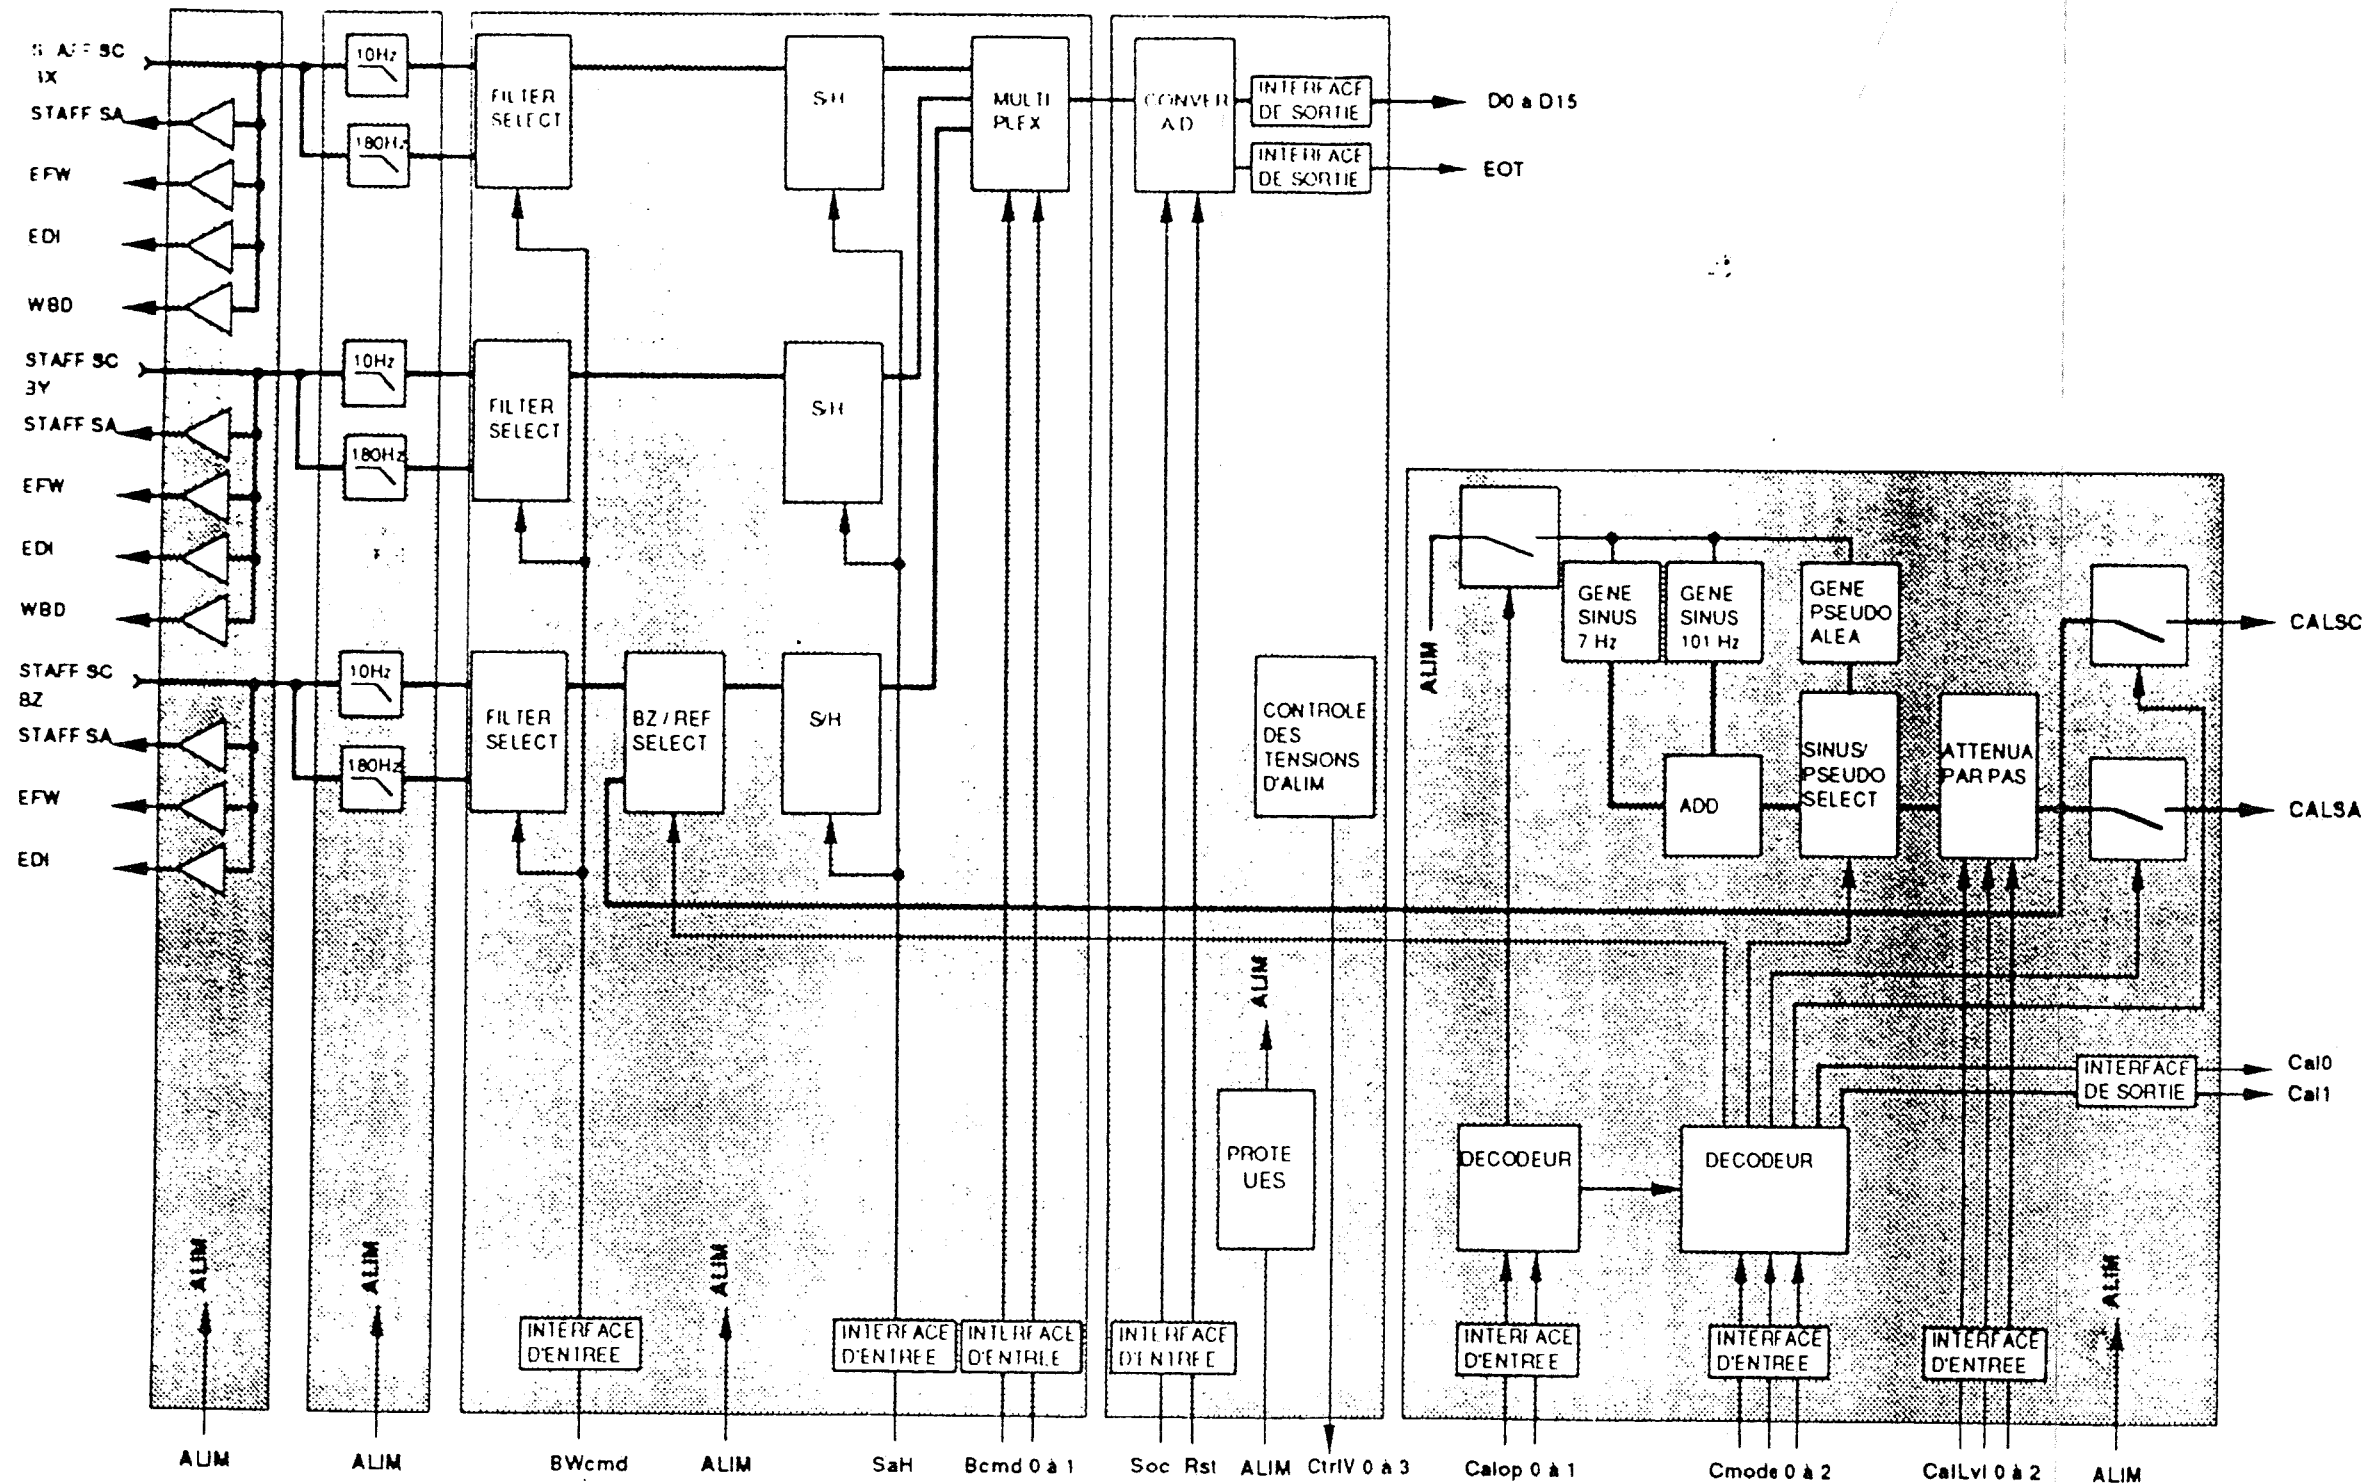 STAFF SC
BX
STAFF SA
EFW
EDI
WBD
STAFF SC
BY
STAFF SA
EFW
EDI
WBD
STAFF SC
BZ
STAFF SA
EFW
EDI
10Hz
180Hz
10Hz
180Hz
10Hz
180Hz
FILTER
SELECT
FILTER
SELECT
FILTER
SELECT
BZ / REF
SELECT
S/H
S/H
S/H
MULTI
PLEX
CONVER
A/D
INTERFACE
DE SORTIE
INTERFACE
DE SORTIE
D0 à D15
EOT
CONTROLE
DES
TENSIONS
D'ALIM
ALIM
PROTE
UES
ALIM
GENE
SINUS
7 Hz
GENE
SINUS
101 Hz
GENE
PSEUDO
ALEA
ADD
SINUS/
PSEUDO
SELECT
ATTENUA
PAR PAS
CALSC
CALSA
INTERFACE
DE SORTIE
Cal0
Cal1
DECODEUR
DECODEUR
ALIM
ALIM
ALIM
ALIM
INTERFACE
D'ENTREE
INTERFACE
D'ENTREE
INTERFACE
D'ENTREE
INTERFACE
D'ENTREE
INTERFACE
D'ENTREE
INTERFACE
D'ENTREE
INTERFACE
D'ENTREE
ALIM
ALIM
BWcmd
ALIM
SaH
Bcmd 0 à 1
Soc
Rst
ALIM
CtrlV 0 à 3
Calop 0 à 1
Cmode 0 à 2
CalLvl 0 à 2
ALIM